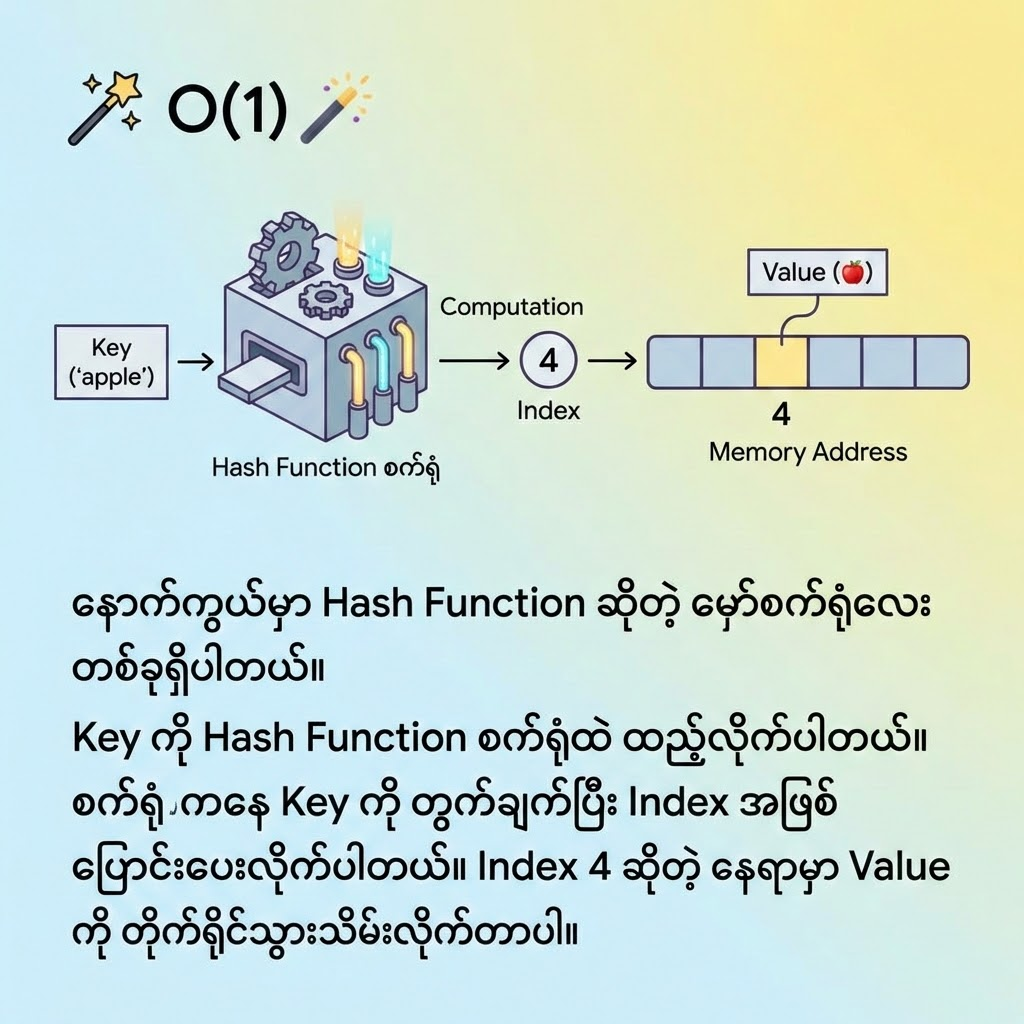 O(1)
Key
(‘apple’)
Hash Function စက်ရုံ
Computation
4
Index
Value ()
4
Memory Address
နောက်ကွယ်မှာ Hash Function ဆိုတဲ့ မှော်စက်ရုံလေး
တစ်ခုရှိပါတယ်။
Key ကို Hash Function စက်ရုံထဲ ထည့်လိုက်ပါတယ်။
စက်ရုံ ကနေ Key ကို တွက်ချက်ပြီး Index အဖြစ်
ပြောင်းပေးလိုက်ပါတယ်။ Index 4 ဆိုတဲ့ နေရာမှာ Value
ကို တိုက်ရိုင်သွားသိမ်းလိုက်တာပါ။